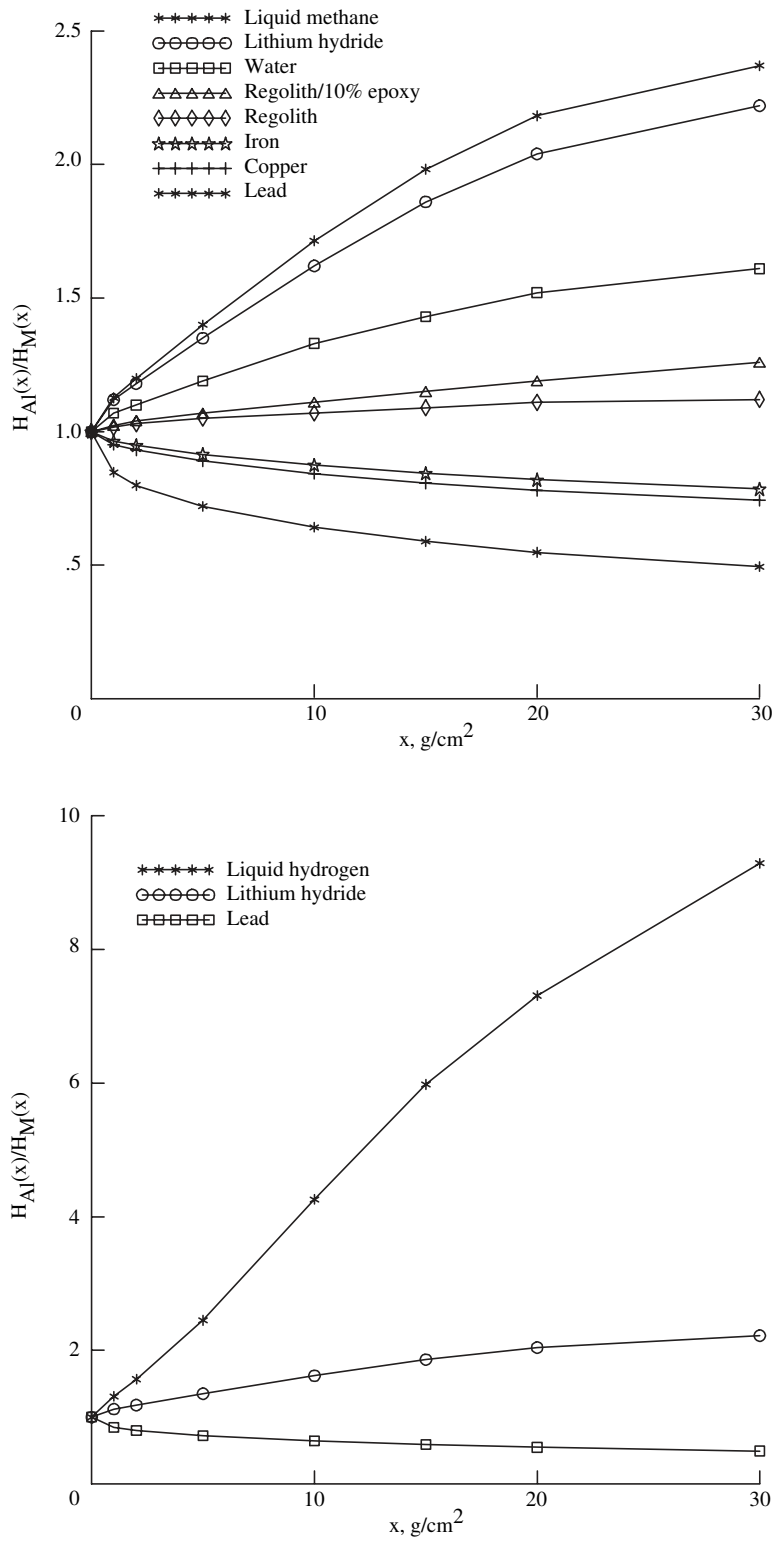 Liquid methane
Lithium hydride
Water
Regolith/10% epoxy
Regolith
Iron
Copper
Lead
2.5
2.0
1.5
1.0
.5
0
10
20
30
H_Al(x)/H_M(x)
x, g/cm²
Liquid hydrogen
Lithium hydride
Lead
10
8
6
4
2
0
10
20
30
H_Al(x)/H_M(x)
x, g/cm²